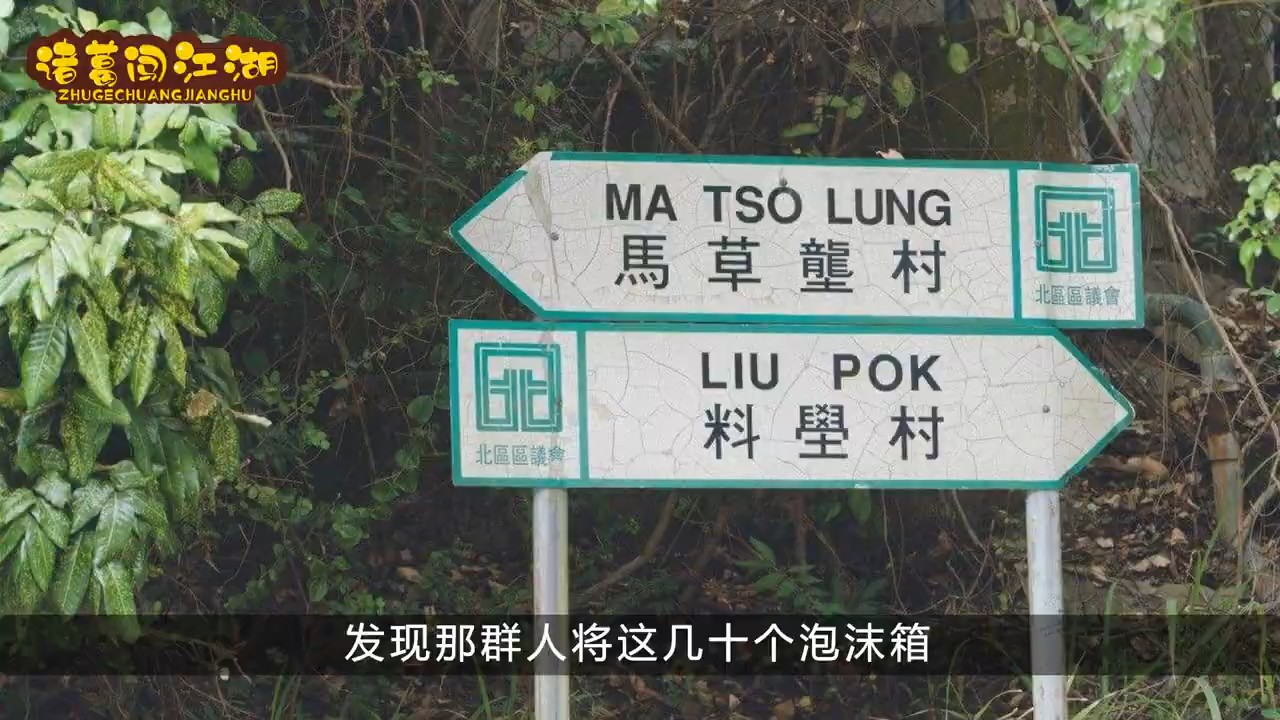 诸葛闯江湖
ZHUGECHUANGJIANGHU
MA TSO LUNG
馬草壟村
北區區議會
LIU POK
料壆村
北區區議會
发现那群人将这几十个泡沫箱